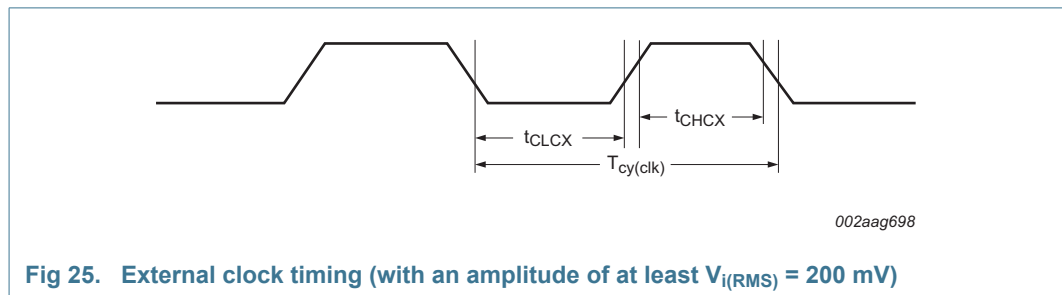 tCLCX
tCHCX
Tcy(clk)
002aag698
Fig 25. External clock timing (with an amplitude of at least Vi(RMS) = 200 mV)